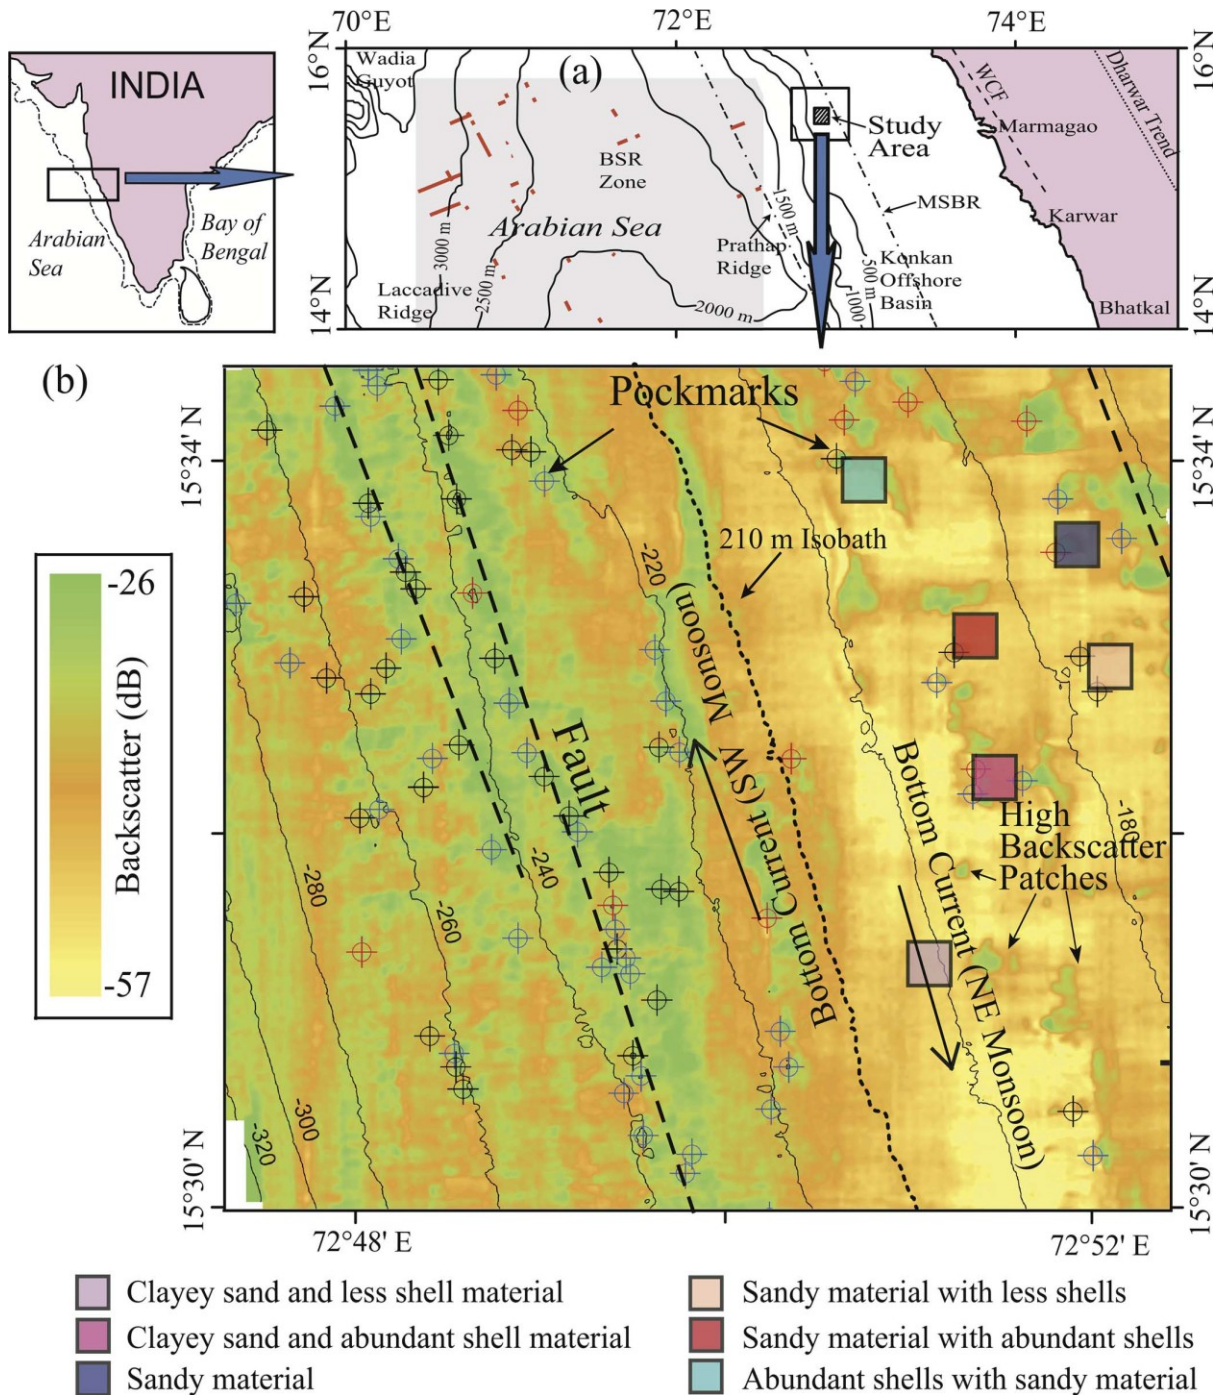 70°E
72°E
74°E
16°N
16°N
14°N
14°N
INDIA
Arabian
Sea
Bay of
Bengal
(a)
Wadia
Guyot
BSR
Zone
Arabian Sea
Laccadive
Ridge
3000 m
2500 m
2000 m
1500 m
1000
500 m
Prathap
Ridge
Study
Area
MSBR
Konkan
Offshore
Basin
WCF
Dharwar Trend
Marmagao
Karwar
Bhatkal
(b)
Pockmarks
210 m Isobath
15°34' N
15°34' N
15°30' N
15°30' N
-26
-57
Backscatter (dB)
Fault
Bottom Current (SW Monsoon)
Bottom Current (NE Monsoon)
High
Backscatter
Patches
-180
-220
-240
-260
-280
-300
-320
72°48' E
72°52' E
Clayey sand and less shell material
Clayey sand and abundant shell material
Sandy material
Sandy material with less shells
Sandy material with abundant shells
Abundant shells with sandy material